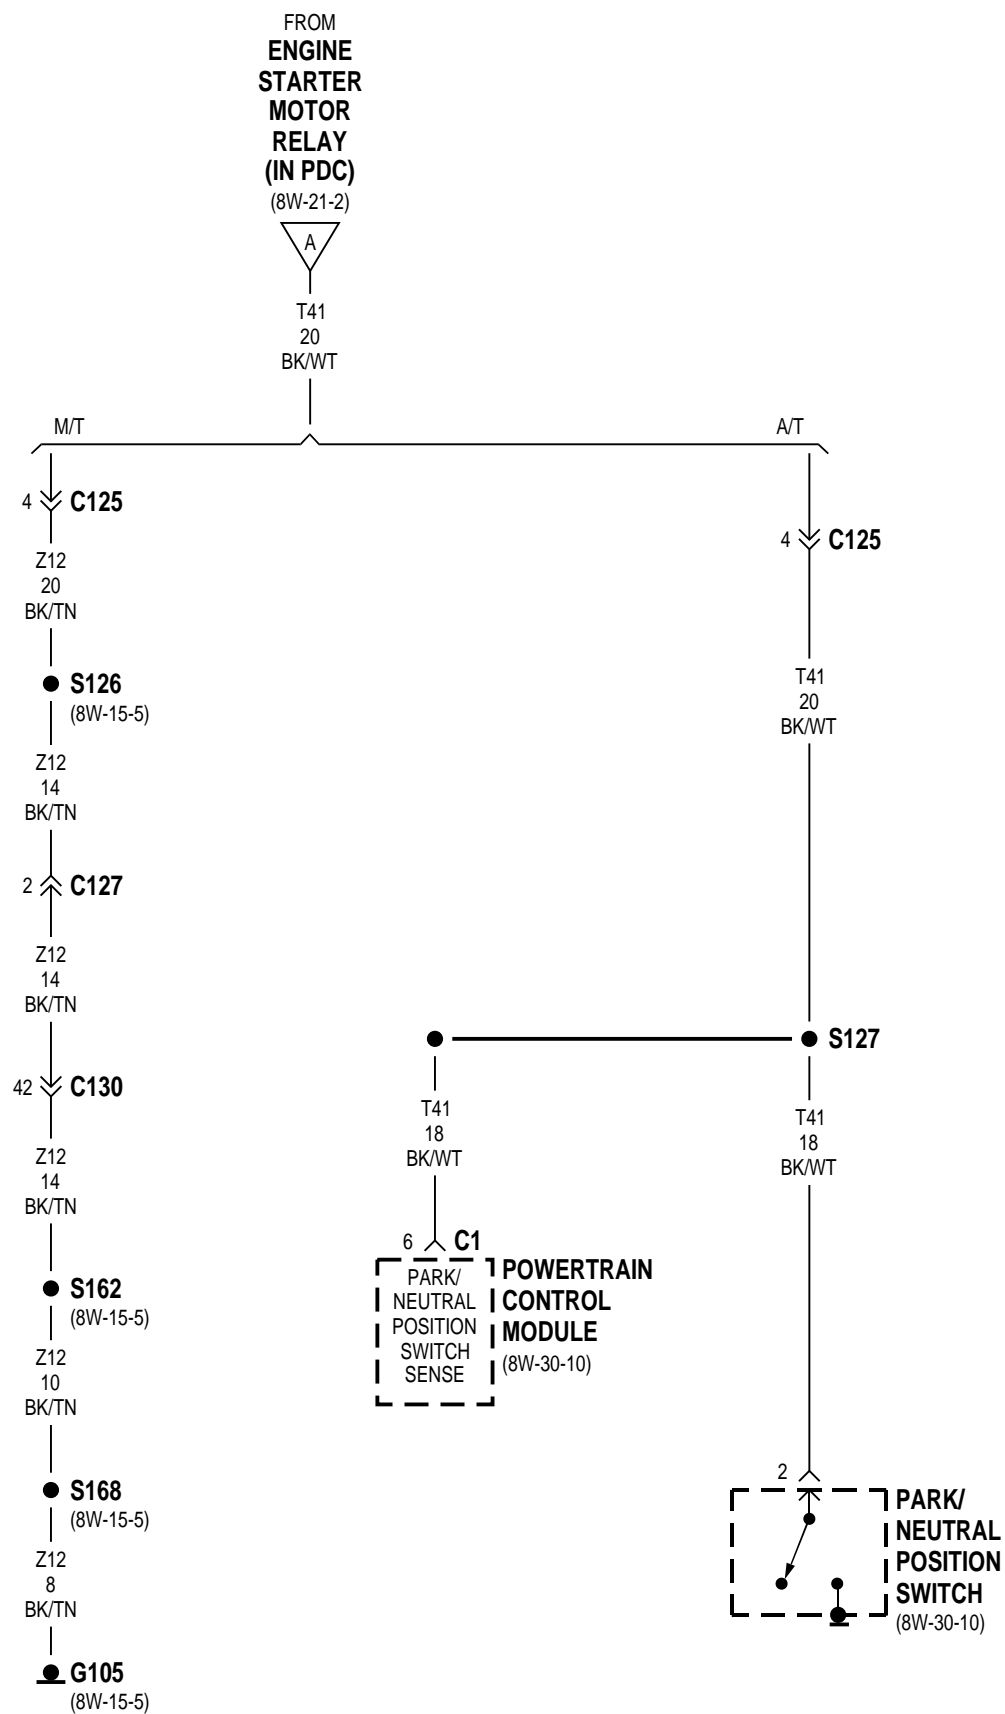 FROM
ENGINE
STARTER
MOTOR
RELAY
(IN PDC)
(8W-21-2)
A
T41
20
BK/WT
M/T
A/T
4 C125
Z12
20
BK/TN
S126
(8W-15-5)
Z12
14
BK/TN
2 C127
Z12
14
BK/TN
42 C130
Z12
14
BK/TN
S162
(8W-15-5)
Z12
10
BK/TN
S168
(8W-15-5)
Z12
8
BK/TN
G105
(8W-15-5)
4 C125
T41
20
BK/WT
S127
T41
18
BK/WT
6 C1
PARK/
NEUTRAL
POSITION
SWITCH
SENSE
POWERTRAIN
CONTROL
MODULE
(8W-30-10)
T41
18
BK/WT
2
PARK/
NEUTRAL
POSITION
SWITCH
(8W-30-10)